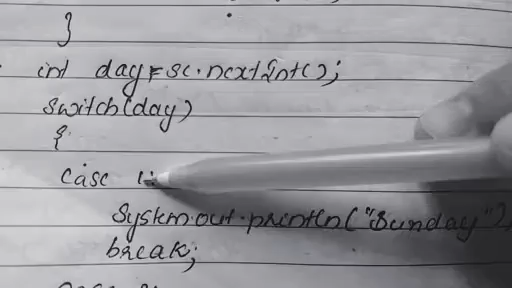 }
int day = sc.nextInt();
switch(day)
{
case 1:
System.out.println("Sunday")
break;